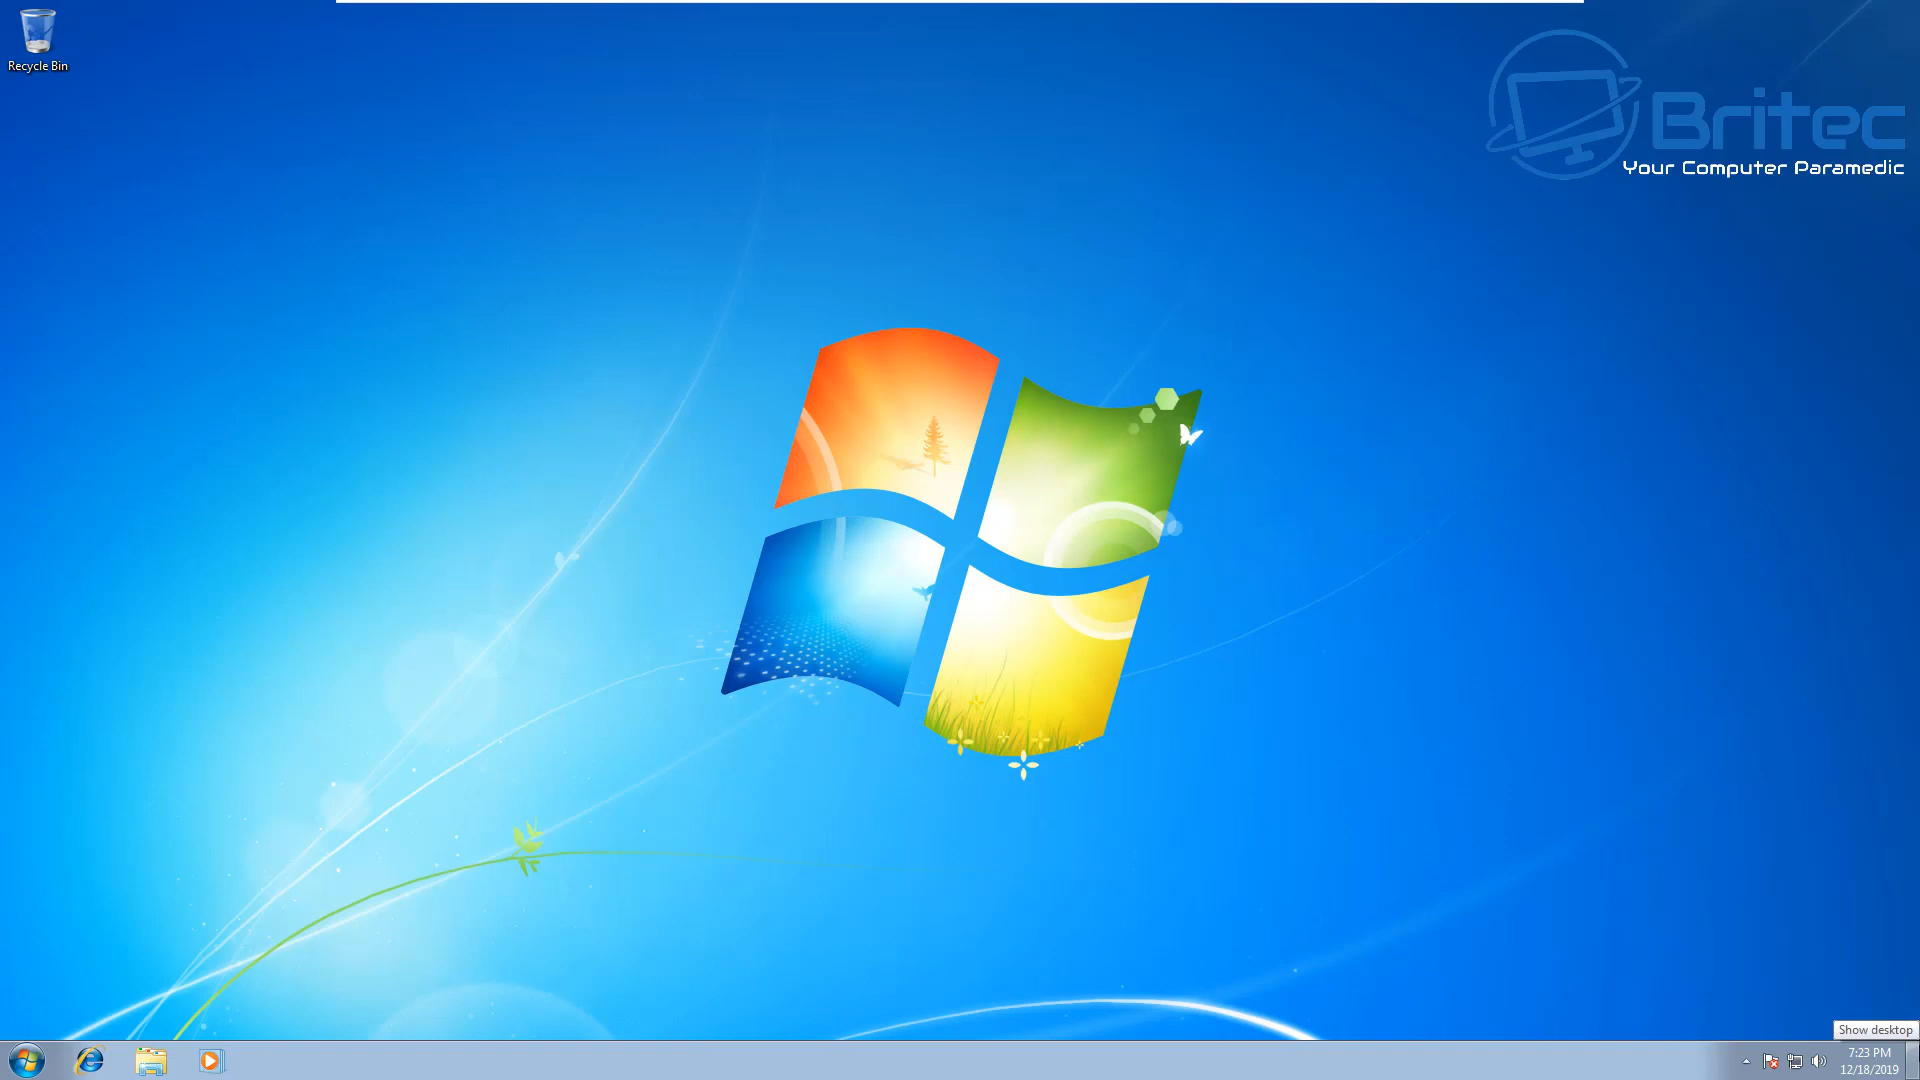 Recycle Bin
Britec
Your Computer Paramedic
Show desktop
7:23 PM
12/18/2019